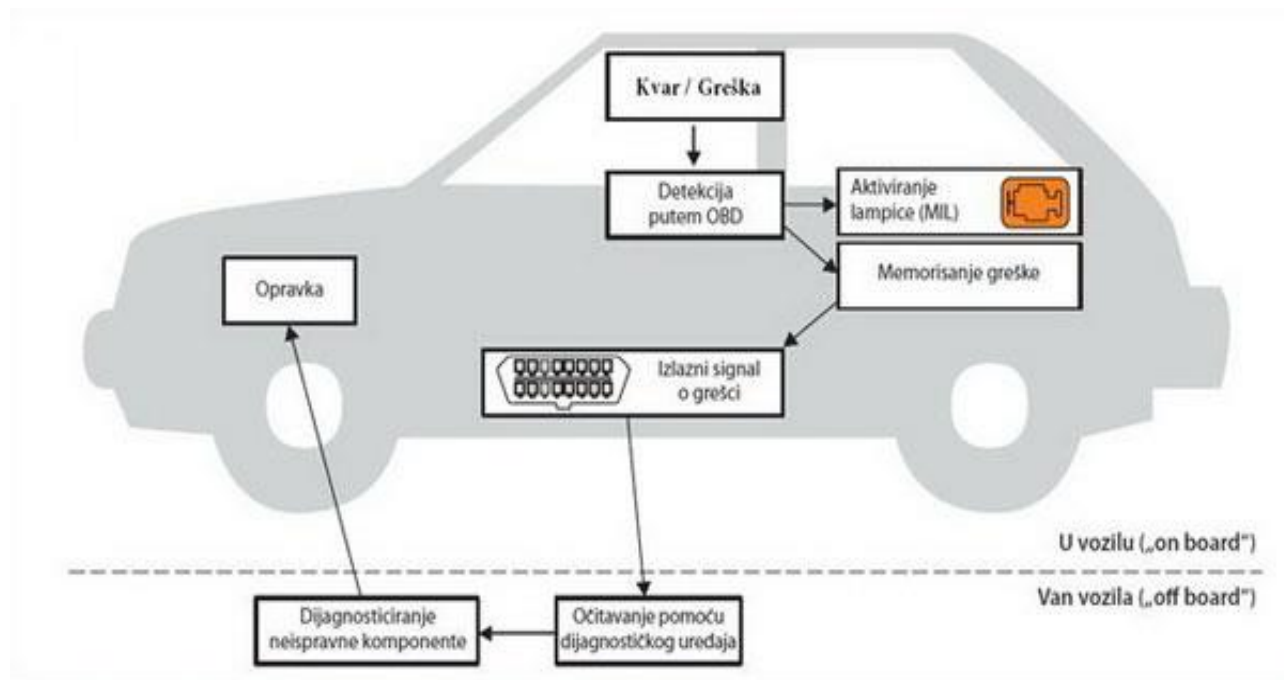 Kvar / Greška
Detekcija
putem OBD
Aktiviranje
lampice (MIL)
Memorisanje greške
Opravka
Izlazni signal
o grešci
U vozilu („on board“)
Van vozila („off board“)
Dijagnosticiranje
neispravne komponente
Očitavanje pomoću
dijagnostičkog uređaja